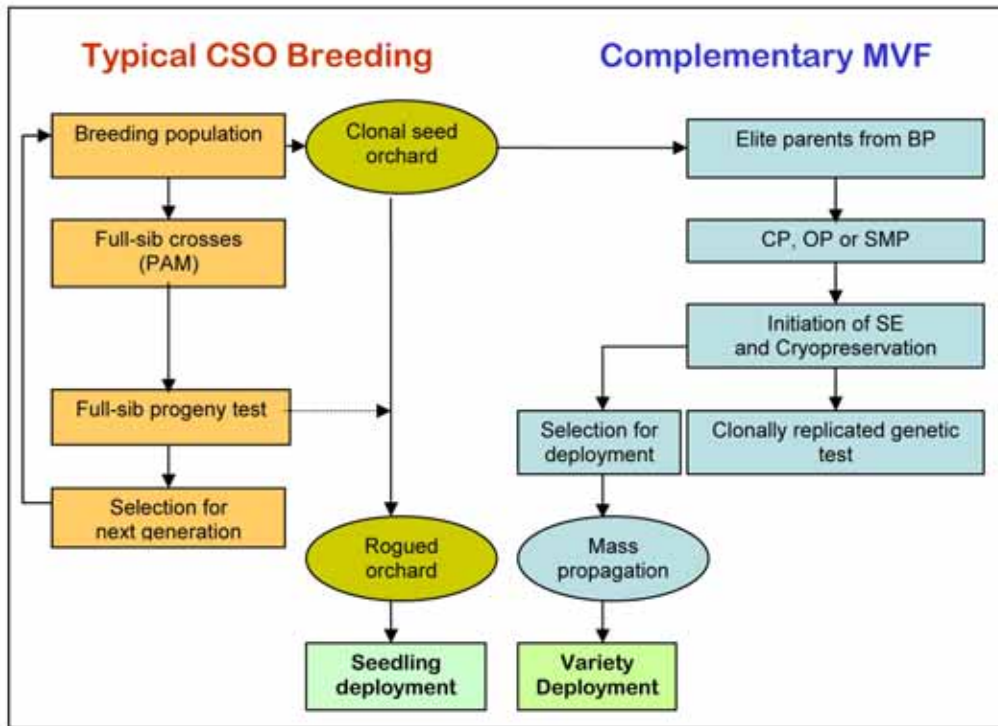 Typical CSO Breeding
Complementary MVF
Breeding population
Clonal seed
orchard
Elite parents from BP
Full-sib crosses
(PAM)
CP, OP or SMP
Initiation of SE
and Cryopreservation
Full-sib progeny test
Selection for
deployment
Clonally replicated genetic
test
Selection for
next generation
Rogued
orchard
Mass
propagation
Seedling
deployment
Variety
Deployment